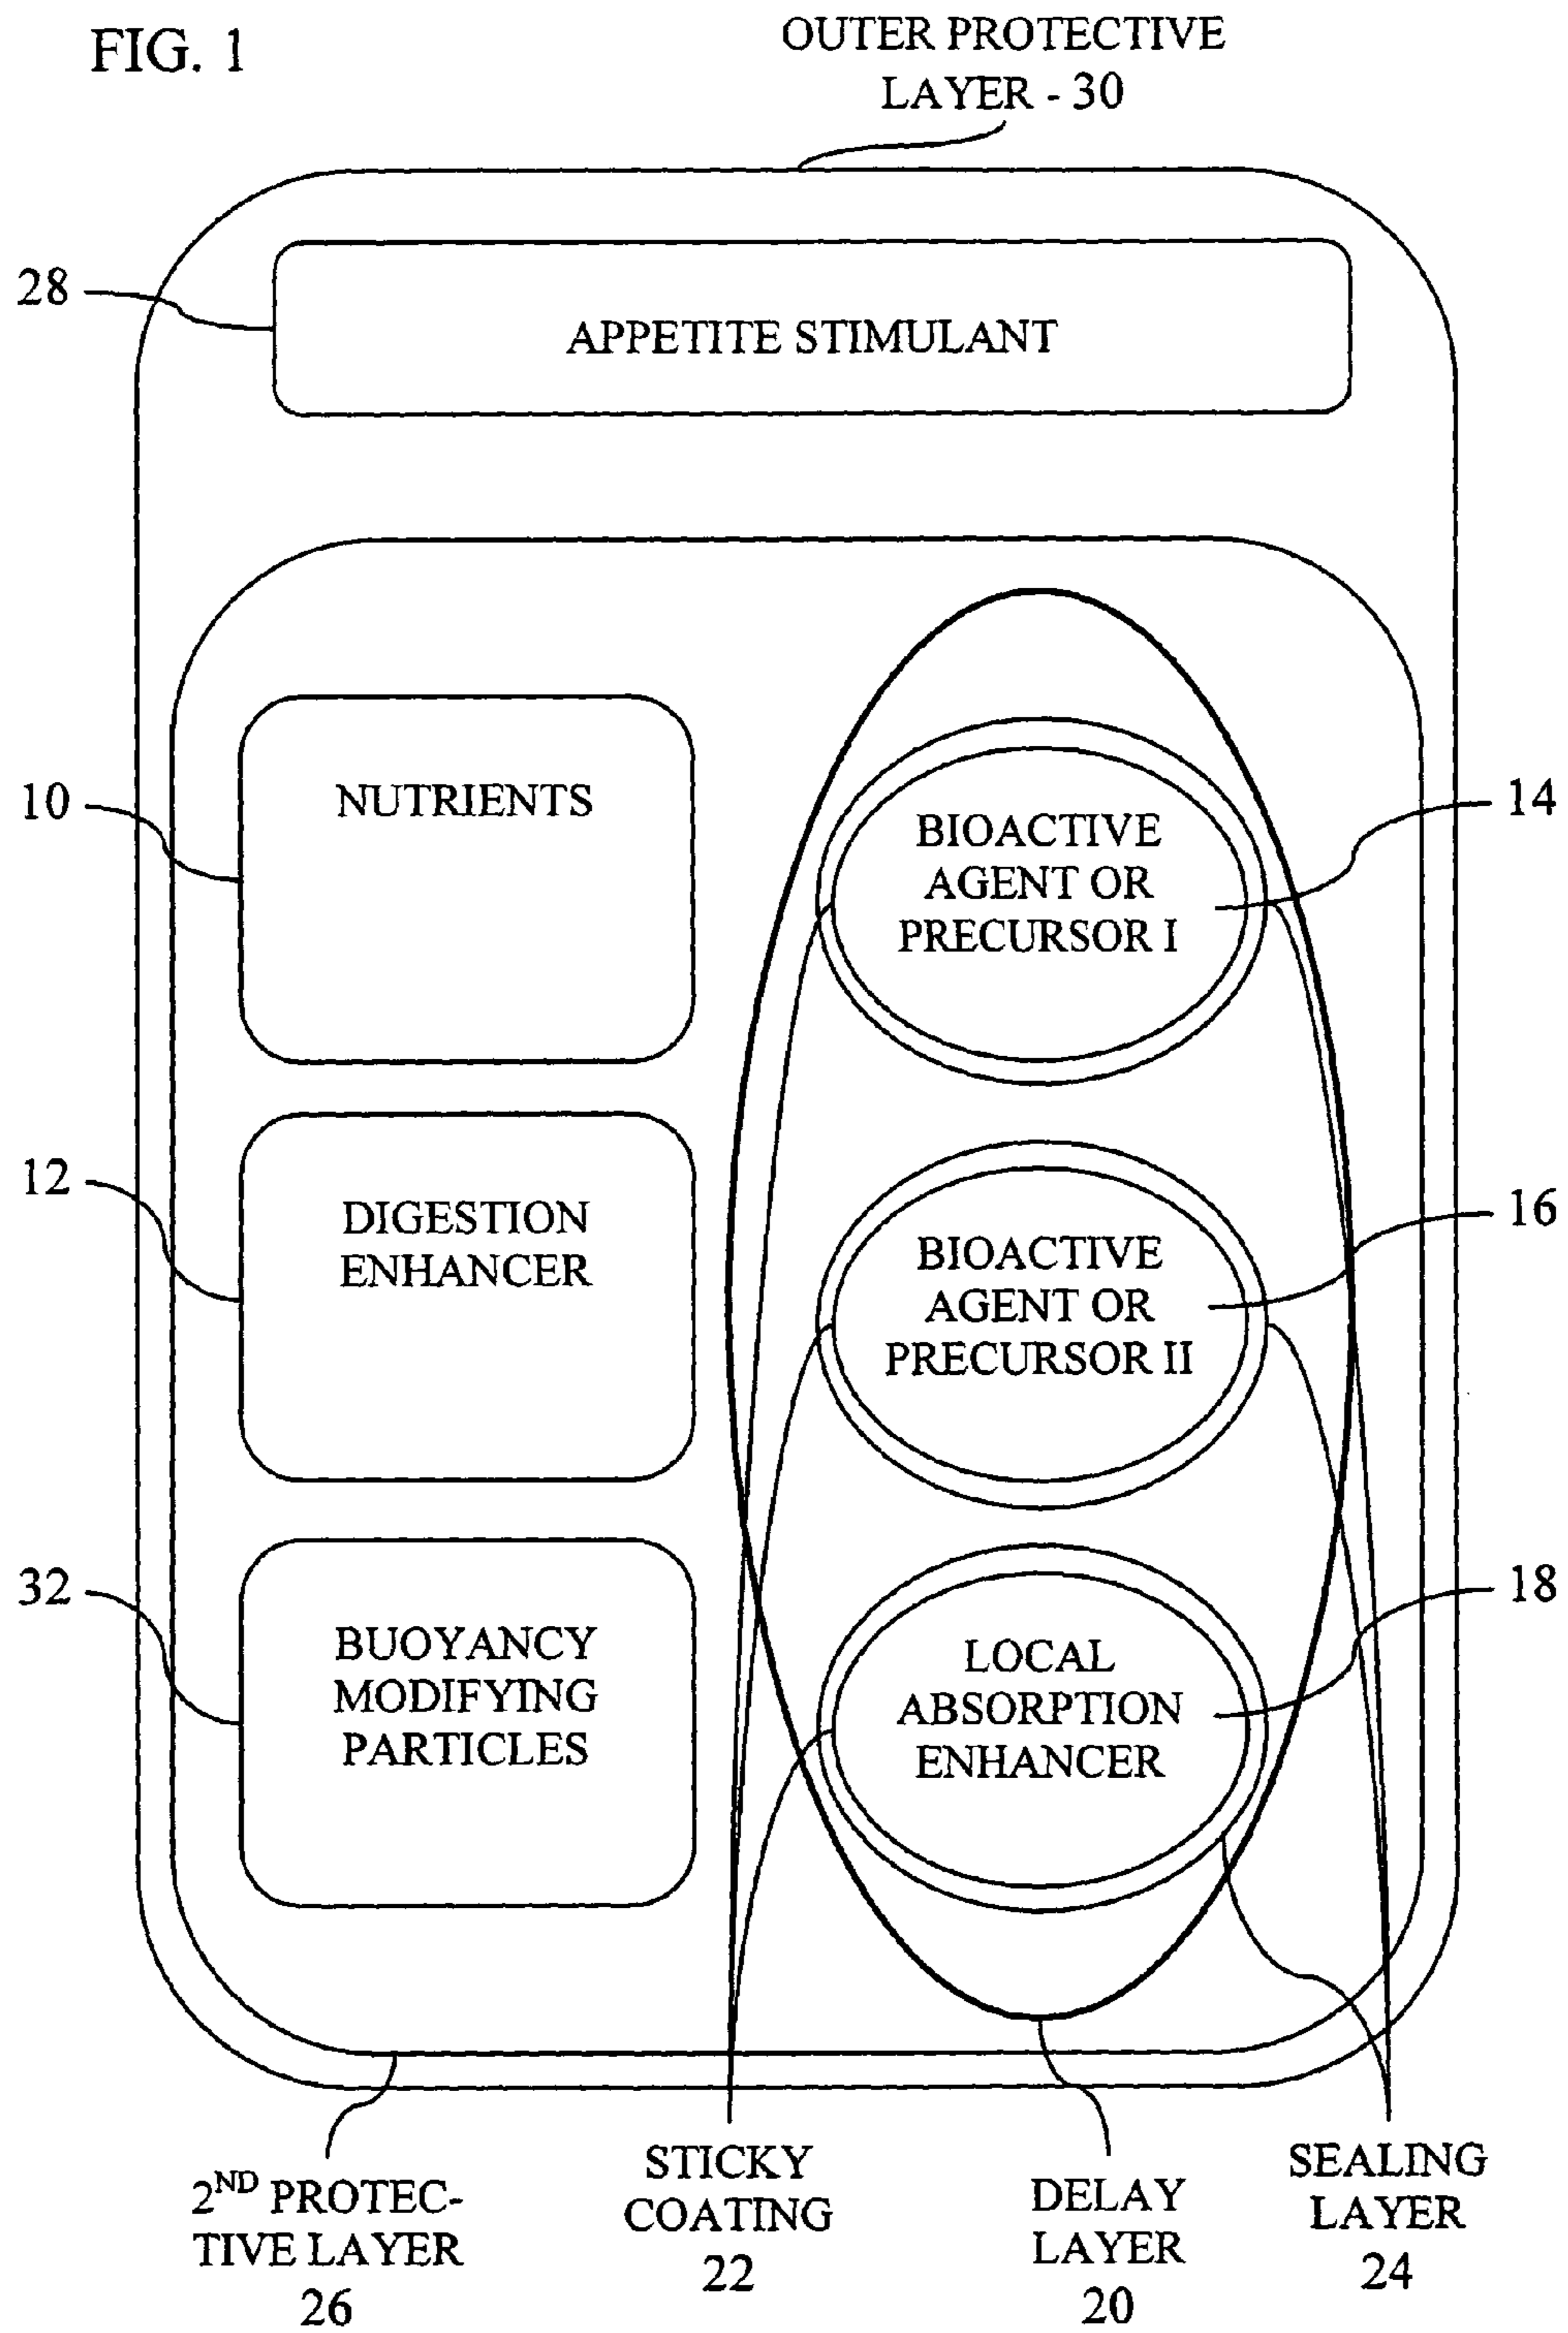 FIG. 1
OUTER PROTECTIVE
LAYER - 30
28
APPETITE STIMULANT
10
NUTRIENTS
BIOACTIVE
AGENT OR
PRECURSOR I
14
12
DIGESTION
ENHANCER
BIOACTIVE
AGENT OR
PRECURSOR II
16
32
BUOYANCY
MODIFYING
PARTICLES
LOCAL
ABSORPTION
ENHANCER
18
2ND PROTEC-
TIVE LAYER
26
STICKY
COATING
22
DELAY
LAYER
20
SEALING
LAYER
24